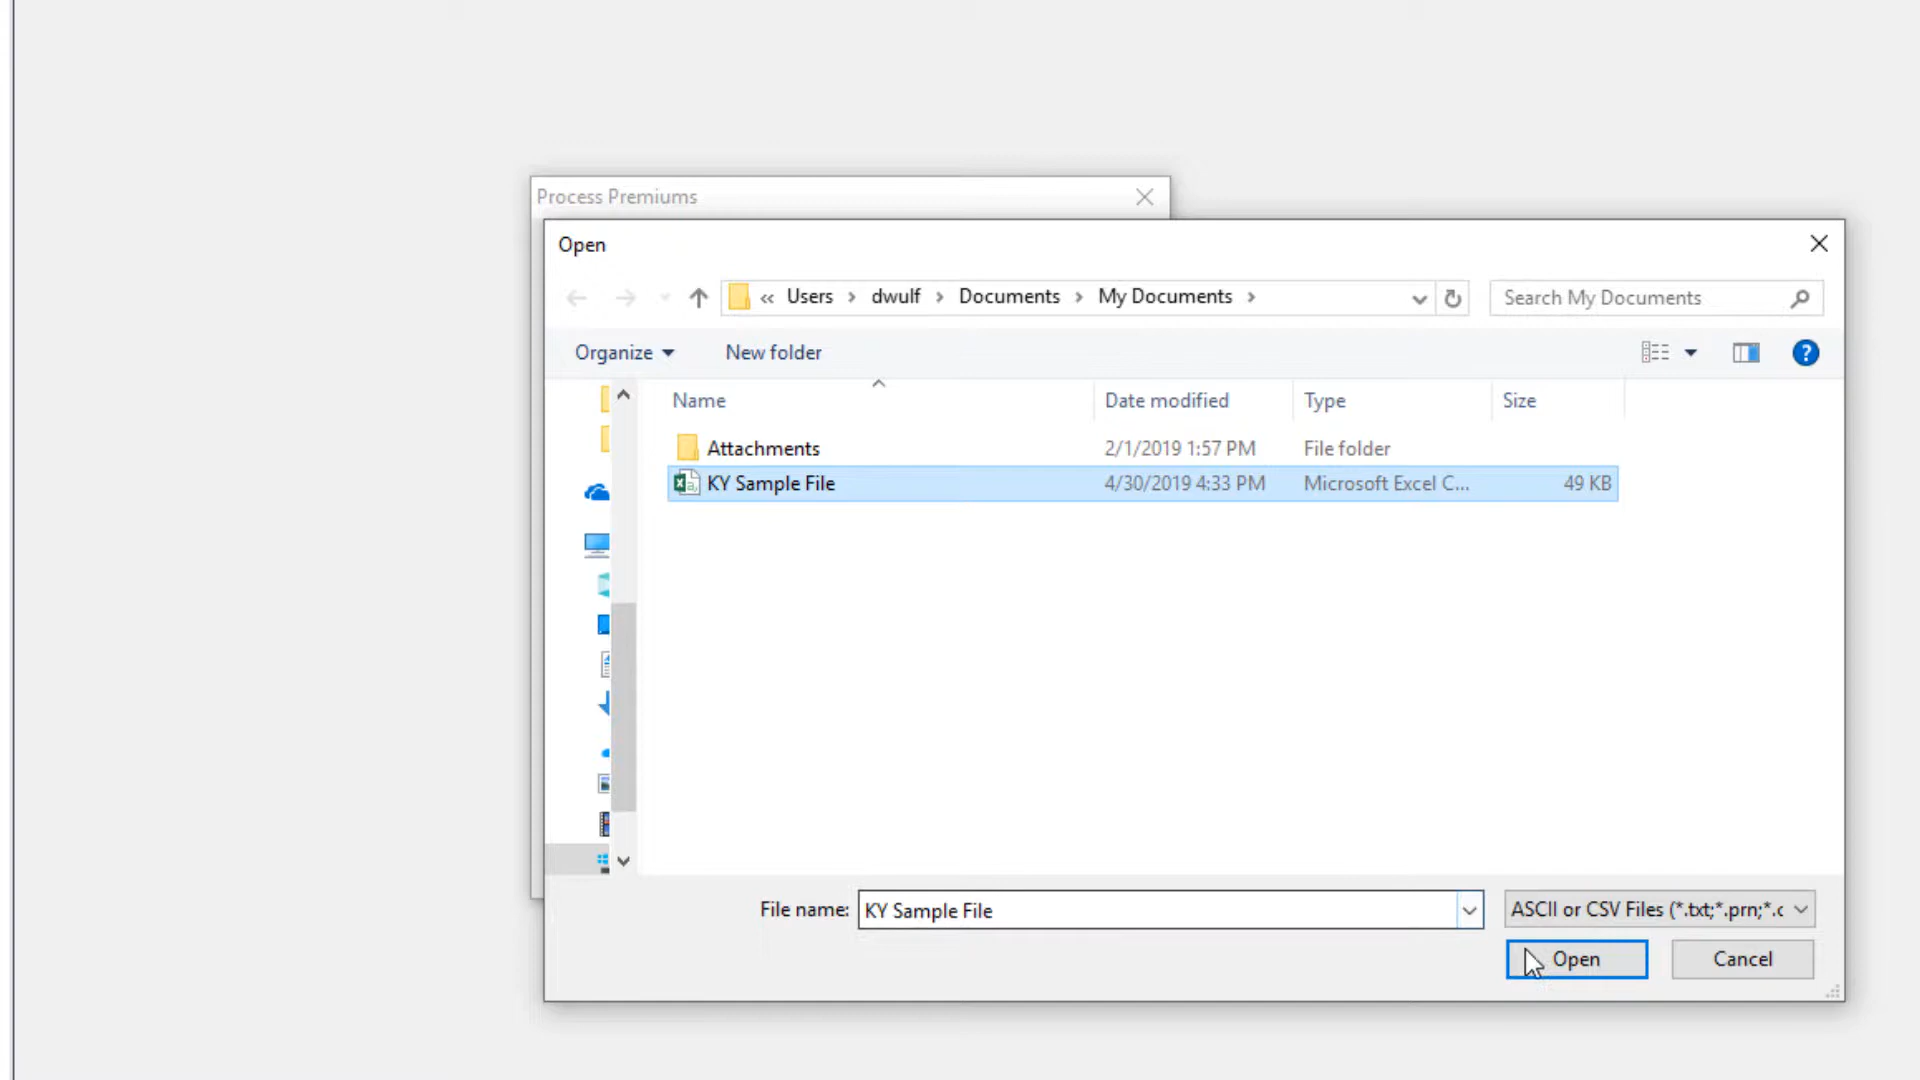 Process Premiums
Open
« Users > dwulf > Documents > My Documents >
Search My Documents
Organize
New folder
?
Name
Date modified
Type
Size
Attachments
2/1/2019 1:57 PM
File folder
KY Sample File
4/30/2019 4:33 PM
Microsoft Excel C...
49 KB
File name:
KY Sample File
ASCII or CSV Files (*.txt;*.prn;*.c
Open
Cancel